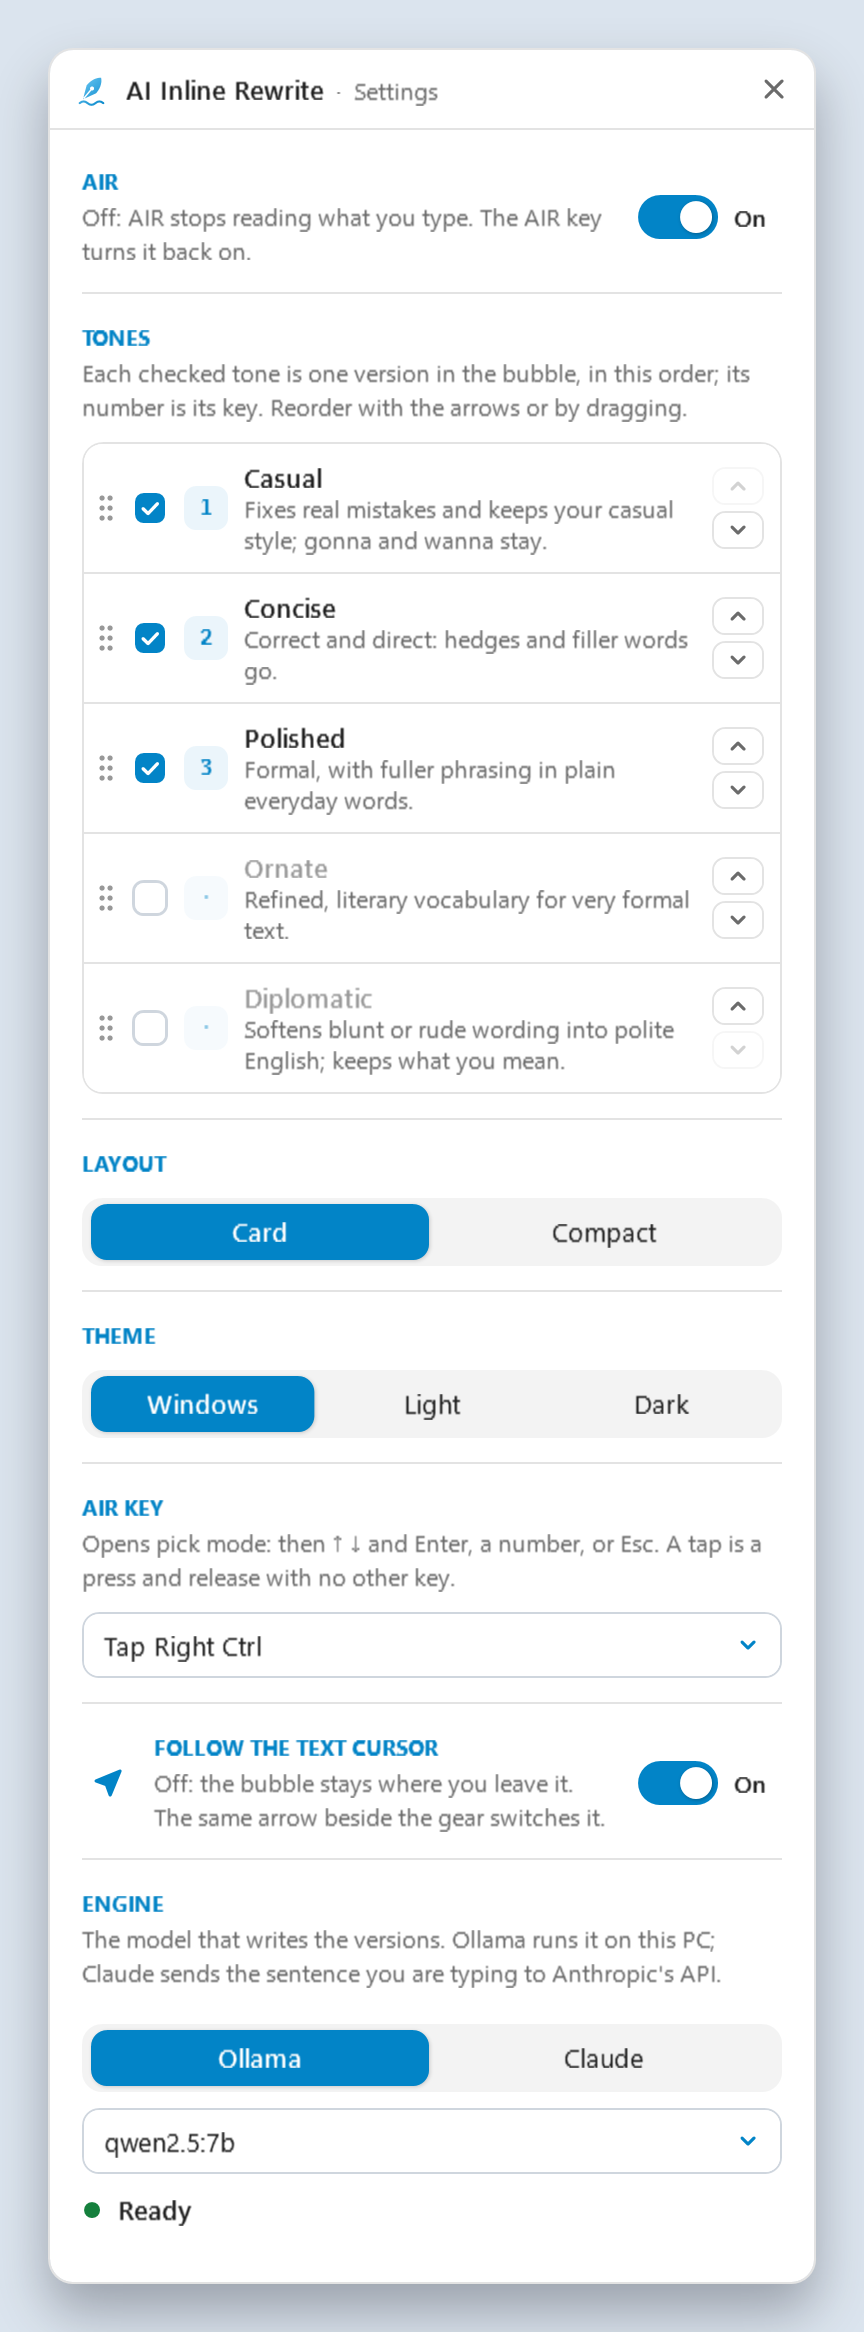 AI Inline Rewrite · Settings
AIR
Off: AIR stops reading what you type. The AIR key
turns it back on.
On
TONES
Each checked tone is one version in the bubble, in this order; its
number is its key. Reorder with the arrows or by dragging.
1
Casual
Fixes real mistakes and keeps your casual
style; gonna and wanna stay.
2
Concise
Correct and direct: hedges and filler words
go.
3
Polished
Formal, with fuller phrasing in plain
everyday words.
·
Ornate
Refined, literary vocabulary for very formal
text.
·
Diplomatic
Softens blunt or rude wording into polite
English; keeps what you mean.
LAYOUT
Card Compact
THEME
Windows Light Dark
AIR KEY
Opens pick mode: then ↑ ↓ and Enter, a number, or Esc. A tap is a
press and release with no other key.
Tap Right Ctrl
FOLLOW THE TEXT CURSOR
Off: the bubble stays where you leave it.
The same arrow beside the gear switches it.
On
ENGINE
The model that writes the versions. Ollama runs it on this PC;
Claude sends the sentence you are typing to Anthropic's API.
Ollama Claude
qwen2.5:7b
Ready